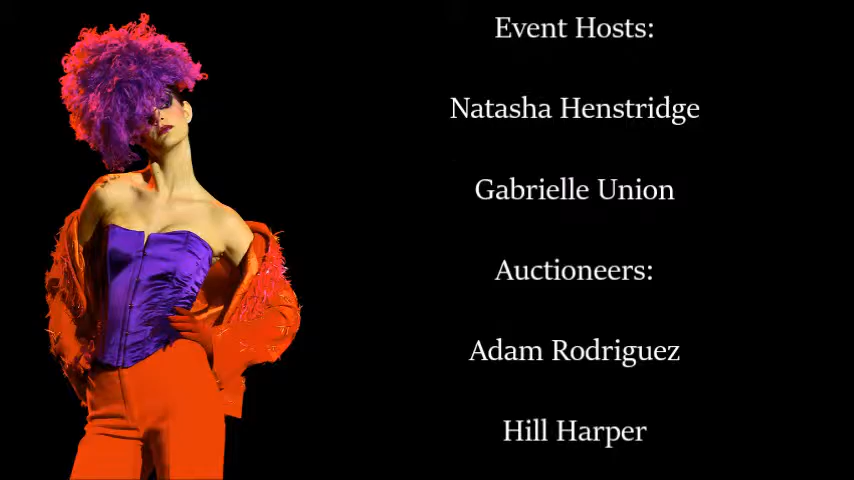 Event Hosts:
Natasha Henstridge
Gabrielle Union
Auctioneers:
Adam Rodriguez
Hill Harper